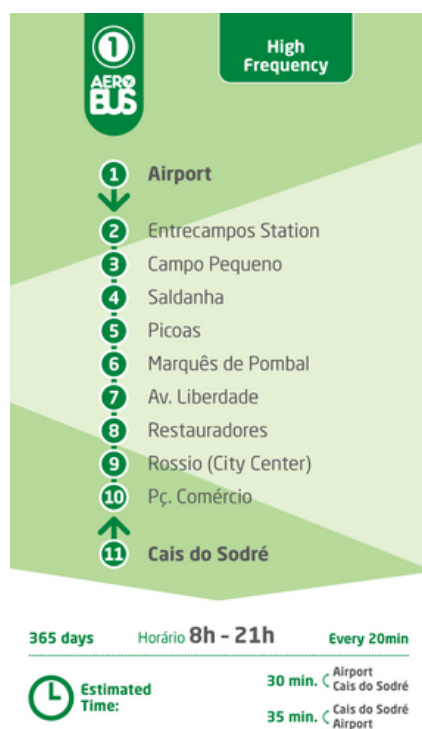 1
AERO
BUS
High
Frequency
1 Airport
2 Entrecampos Station
3 Campo Pequeno
4 Saldanha
5 Picoas
6 Marquês de Pombal
7 Av. Liberdade
8 Restauradores
9 Rossio (City Center)
10 Pç. Comércio
11 Cais do Sodré
365 days Horário 8h - 21h Every 20min
Estimated
Time:
30 min. Airport
Cais do Sodré
35 min. Cais do Sodré
Airport